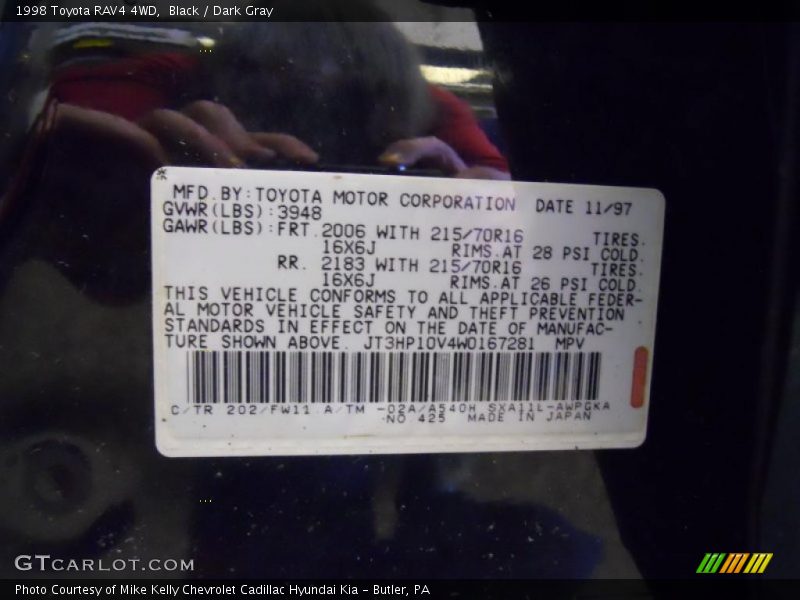 1998 Toyota RAV4 4WD,  Black / Dark Gray
MFD.BY:TOYOTA MOTOR CORPORATION  DATE 11/97
GVWR(LBS):3948
GAWR(LBS):FRT.2006 WITH 215/70R16 TIRES.
16X6J RIMS.AT 28 PSI COLD.
RR. 2183 WITH 215/70R16 TIRES.
16X6J RIMS.AT 26 PSI COLD.
THIS VEHICLE CONFORMS TO ALL APPLICABLE FEDER-
AL MOTOR VEHICLE SAFETY AND THEFT PREVENTION
STANDARDS IN EFFECT ON THE DATE OF MANUFAC-
TURE SHOWN ABOVE. JT3HP10V4W0167281 MPV
C/TR 202/FW11 A/TM -02A/A540H SXA11L-AWPGKA
NO.425 MADE IN JAPAN
GTcarlot.com
Photo Courtesy of Mike Kelly Chevrolet Cadillac Hyundai Kia - Butler, PA